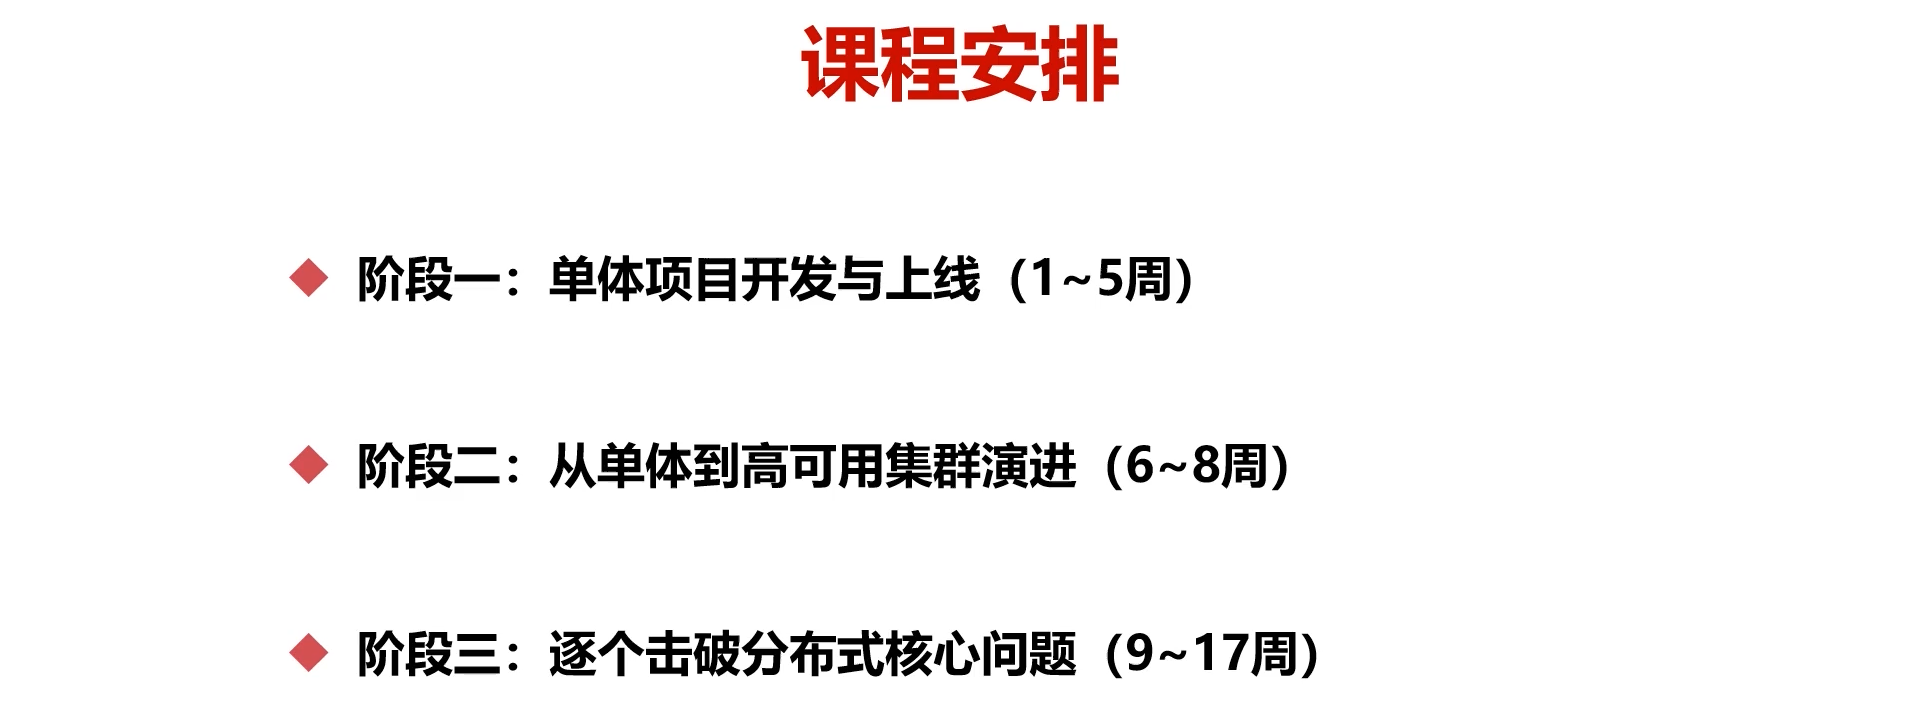 课程安排
阶段一：单体项目开发与上线（1~5周）
阶段二：从单体到高可用集群演进（6~8周）
阶段三：逐个击破分布式核心问题（9~17周）